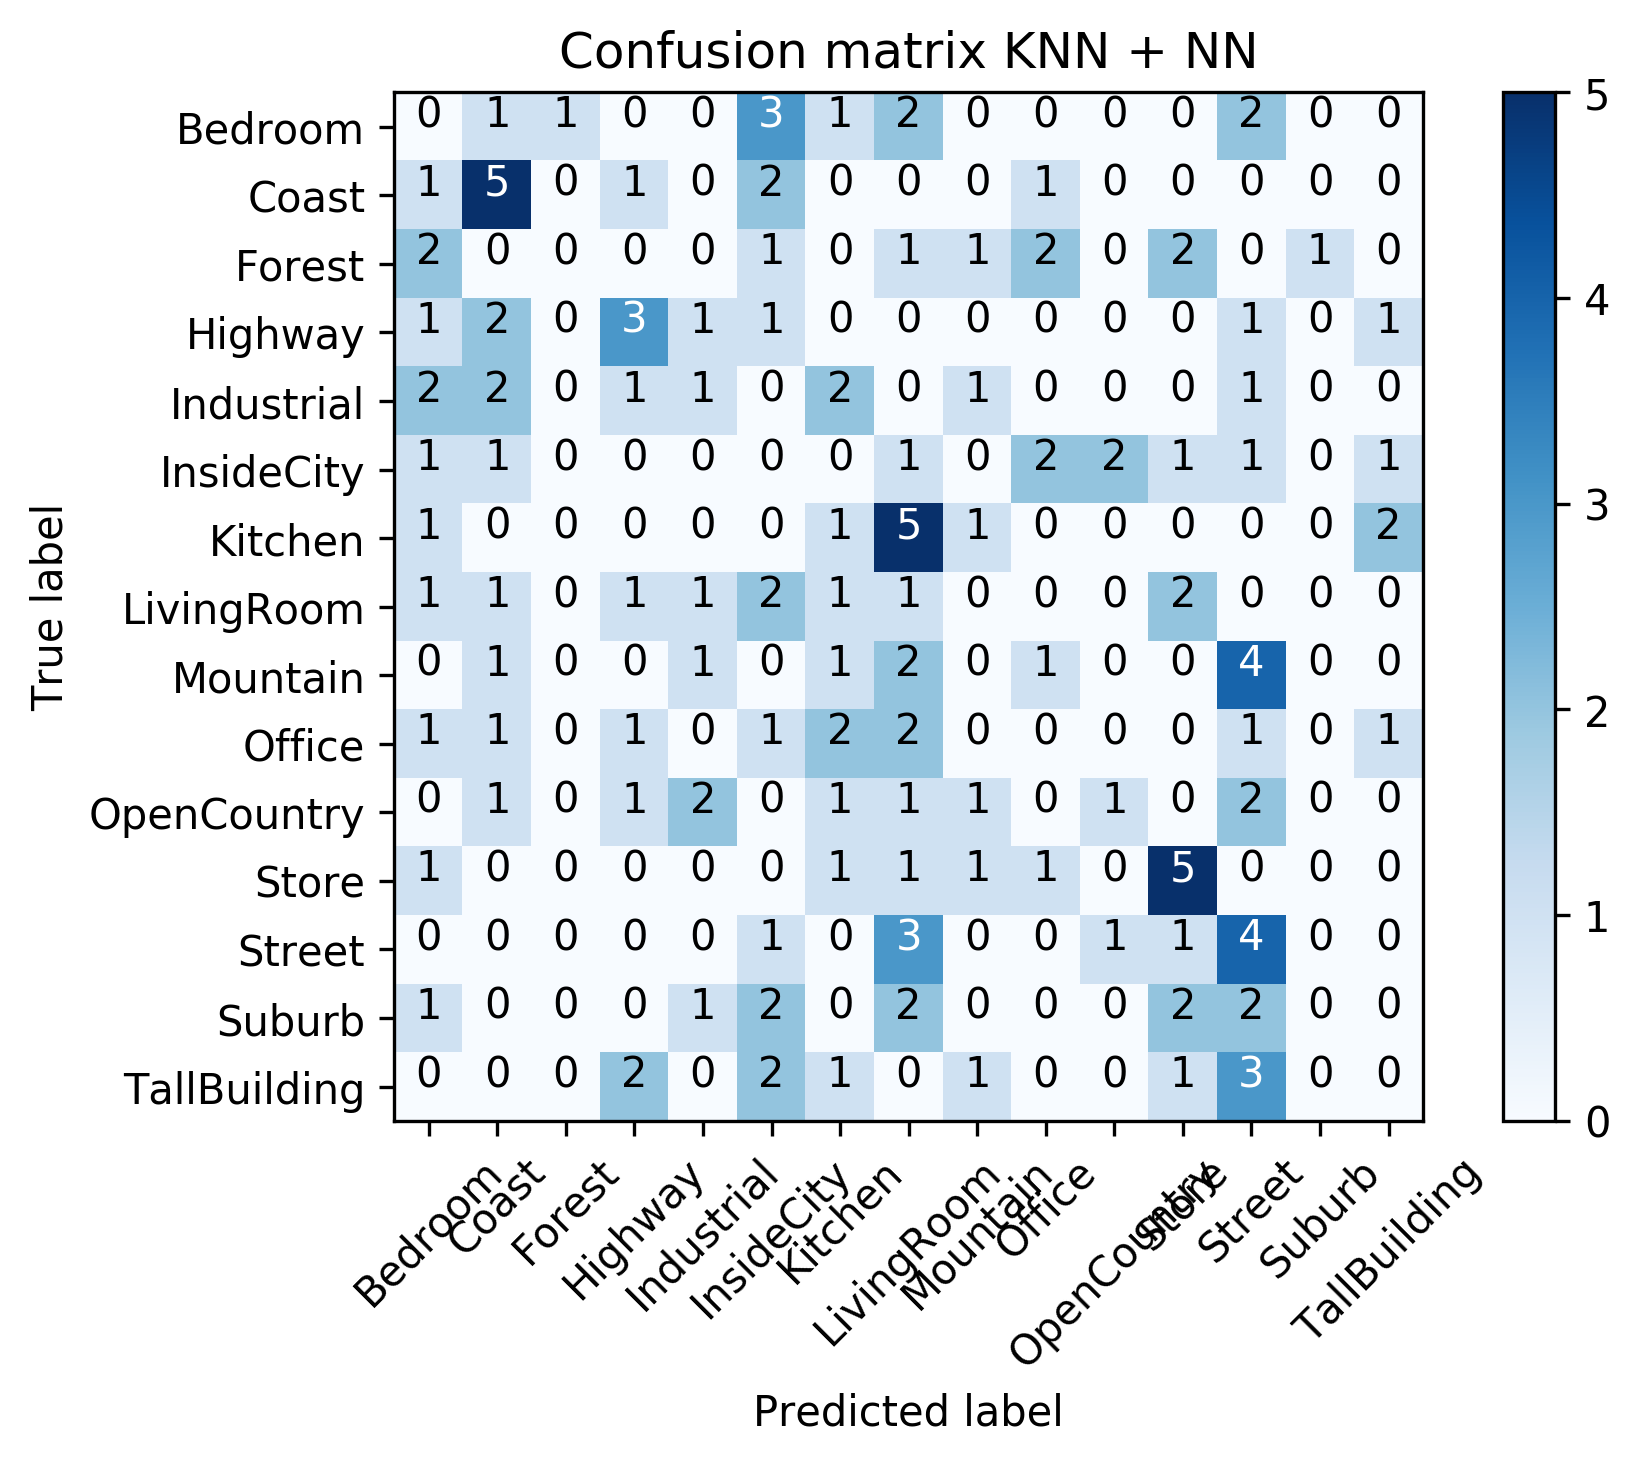 Confusion matrix KNN + NN
Bedroom 0 1 1 0 0 3 1 2 0 0 0 0 2 0 0
Coast 1 5 0 1 0 2 0 0 0 1 0 0 0 0 0
Forest 2 0 0 0 0 1 0 1 1 2 0 2 0 1 0
Highway 1 2 0 3 1 1 0 0 0 0 0 0 1 0 1
Industrial 2 2 0 1 1 0 2 0 1 0 0 0 1 0 0
InsideCity 1 1 0 0 0 0 0 1 0 2 2 1 1 0 1
Kitchen 1 0 0 0 0 0 1 5 1 0 0 0 0 0 2
LivingRoom 1 1 0 1 1 2 1 1 0 0 0 2 0 0 0
Mountain 0 1 0 0 1 0 1 2 0 1 0 0 4 0 0
Office 1 1 0 1 0 1 2 2 0 0 0 0 1 0 1
OpenCountry 0 1 0 1 2 0 1 1 1 0 1 0 2 0 0
Store 1 0 0 0 0 0 1 1 1 1 0 5 0 0 0
Street 0 0 0 0 0 1 0 3 0 0 1 1 4 0 0
Suburb 1 0 0 0 1 2 0 2 0 0 0 2 2 0 0
TallBuilding 0 0 0 2 0 2 1 0 1 0 0 1 3 0 0
True label
Bedroom
Coast
Forest
Highway
Industrial
InsideCity
Kitchen
LivingRoom
Mountain
Office
OpenCountry
Store
Street
Suburb
TallBuilding
Predicted label
5
4
3
2
1
0